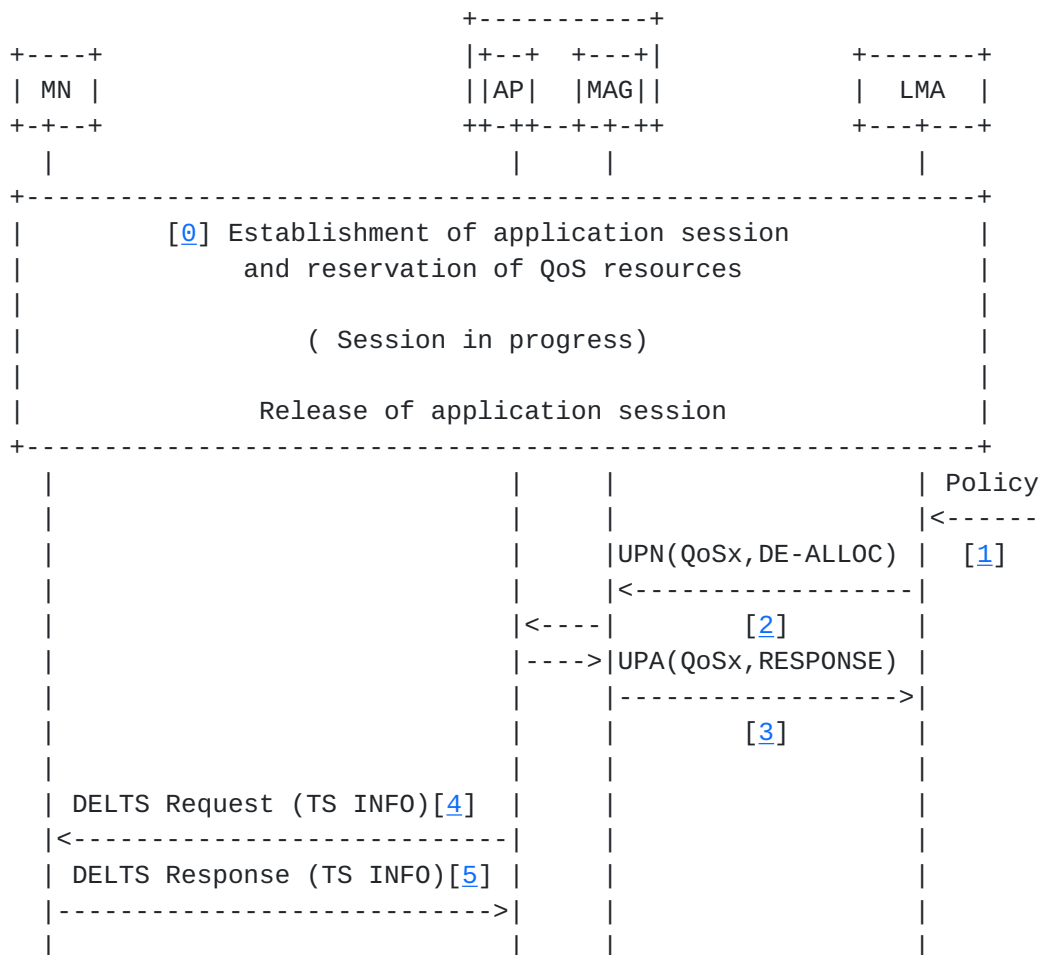 +-----------+
+----+                       |+--+  +---+|            +-------+
| MN |                       ||AP|  |MAG||            |  LMA  |
+-+--+                       ++-++--+-+-++            +---+---+
  |                             |     |                   |
+-------------------------------------------------------------+
|         [0] Establishment of application session            |
|              and reservation of QoS resources               |
|                                                             |
|                  ( Session in progress)                     |
|                                                             |
|               Release of application session                |
+-------------------------------------------------------------+
  |                             |     |                   | Policy
  |                             |     |                   |<------
  |                             |     |UPN(QoSx,DE-ALLOC) |  [1]
  |                             |     |<------------------|
  |                             |<----|        [2]        |
  |                             |---->|UPA(QoSx,RESPONSE) |
  |                             |     |------------------>|
  |                             |     |        [3]        |
  |                             |     |                   |
  | DELTS Request (TS INFO)[4]  |     |                   |
  |<----------------------------|     |                   |
  | DELTS Response (TS INFO)[5] |     |                   |
  |---------------------------->|     |                   |
  |                             |     |                   |